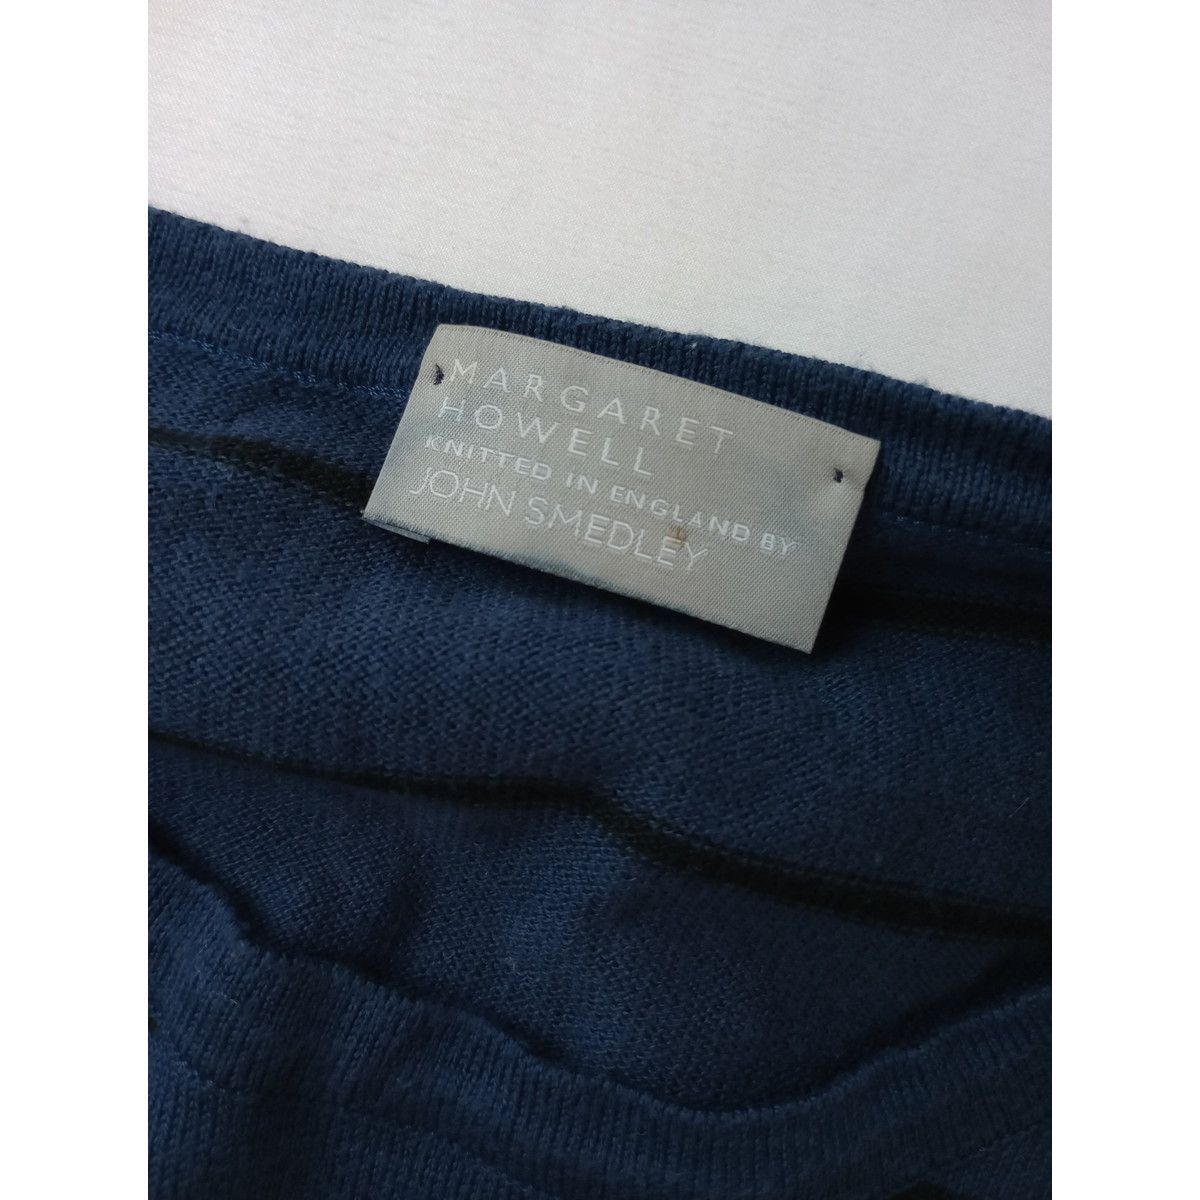 MARGARET
HOWELL
KNITTED IN ENGLAND BY
JOHN SMEDLEY